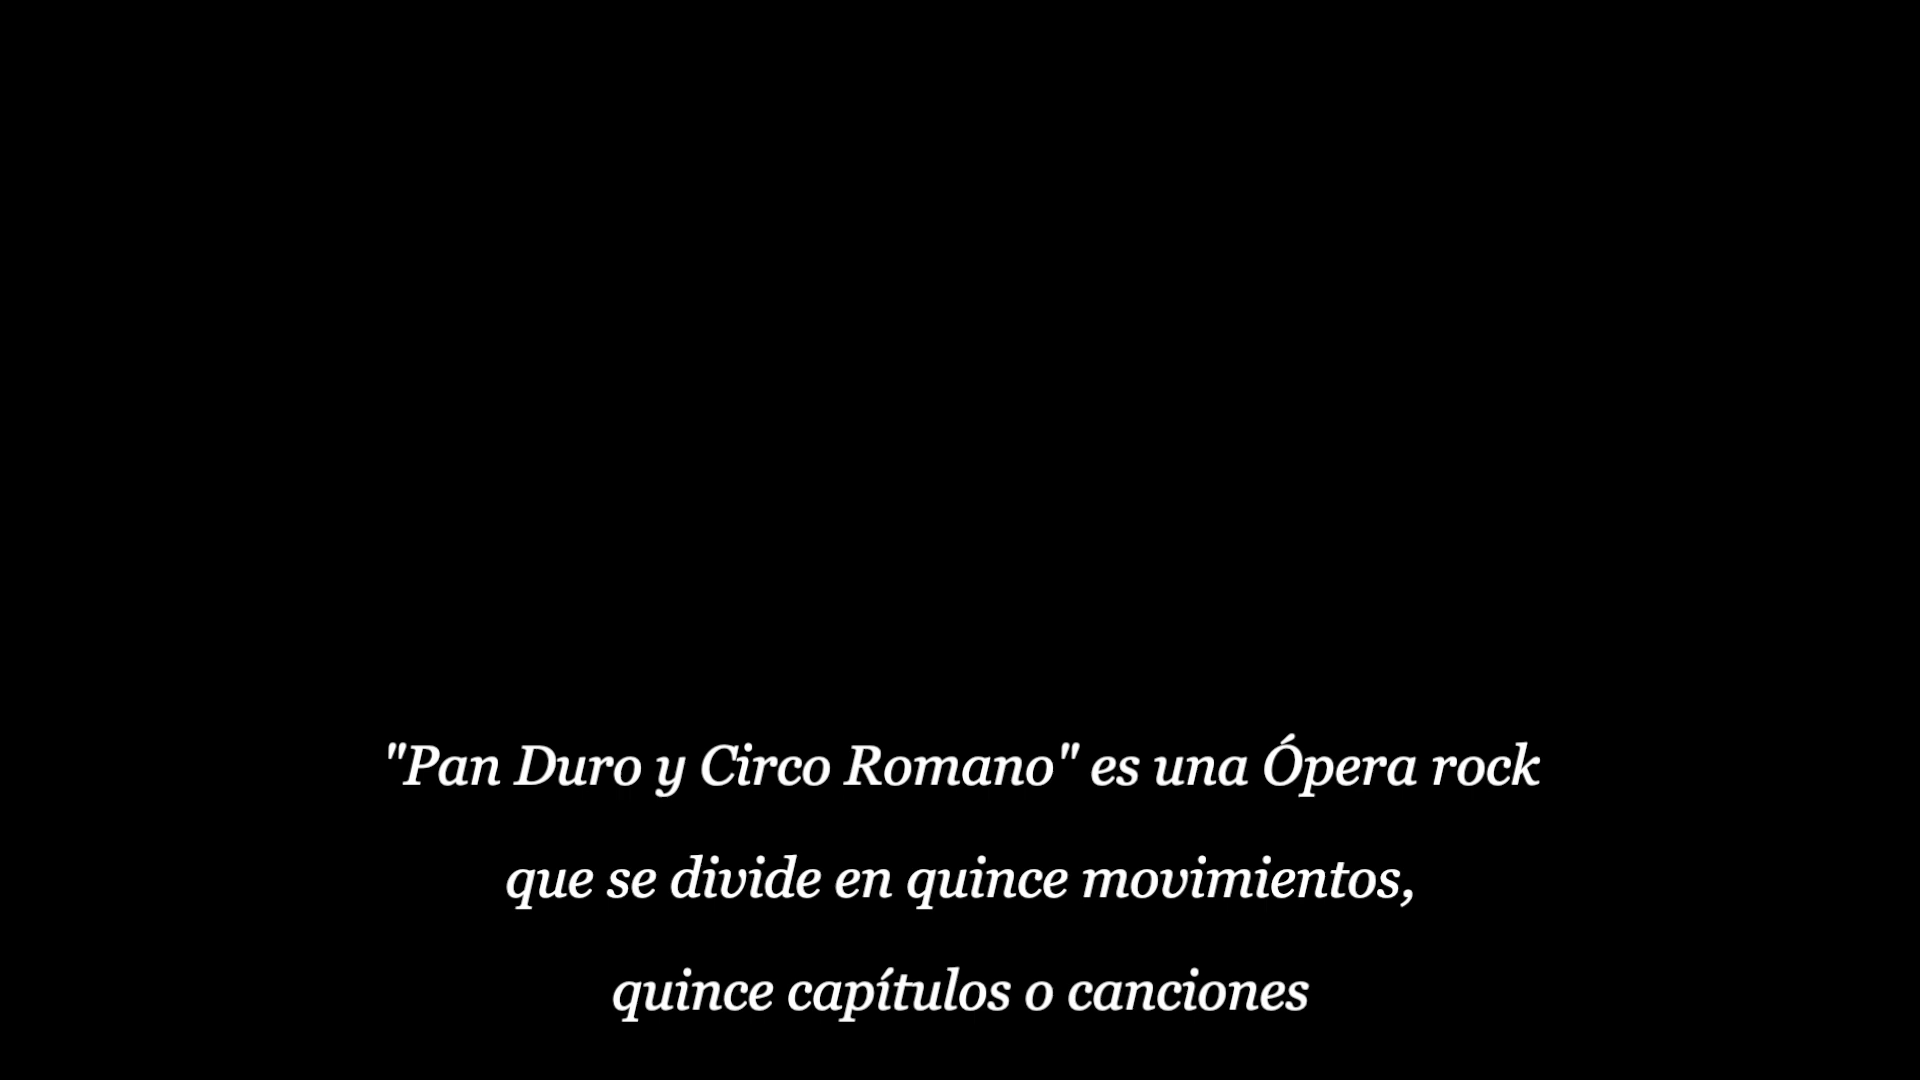 "Pan Duro y Circo Romano" es una Ópera rock
que se divide en quince movimientos,
quince capítulos o canciones